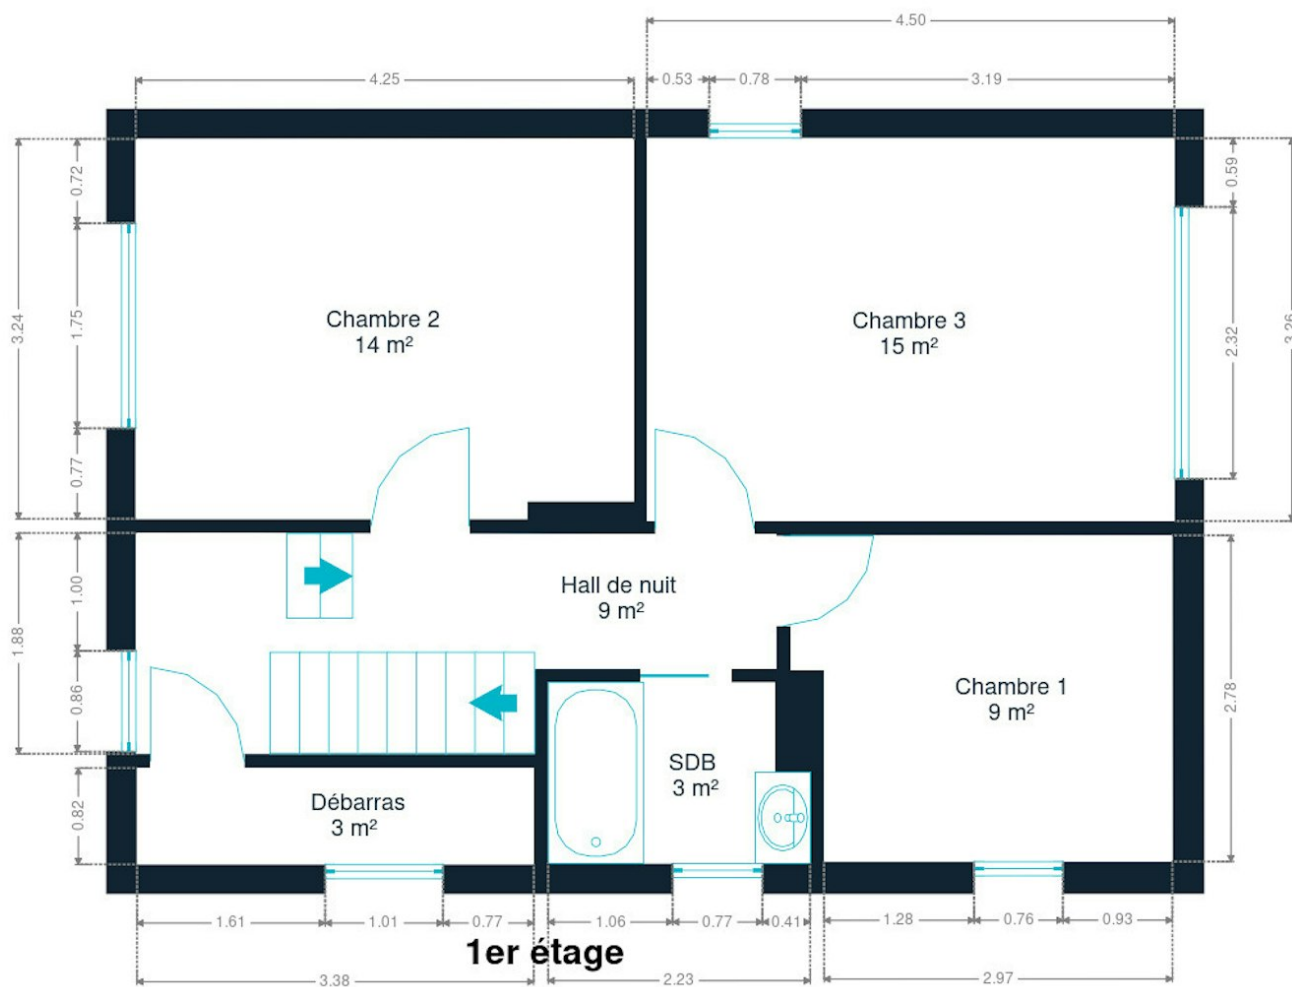 4.50
4.25
0.53
0.78
3.19
0.72
0.59
3.24
1.75
Chambre 2
14 m²
Chambre 3
15 m²
2.32
3.26
0.77
1.00
1.88
0.86
Hall de nuit
9 m²
Chambre 1
9 m²
2.78
SDB
3 m²
0.82
Débarras
3 m²
1.61
1.01
0.77
1.06
0.77
0.41
1.28
0.76
0.93
1er étage
3.38
2.23
2.97